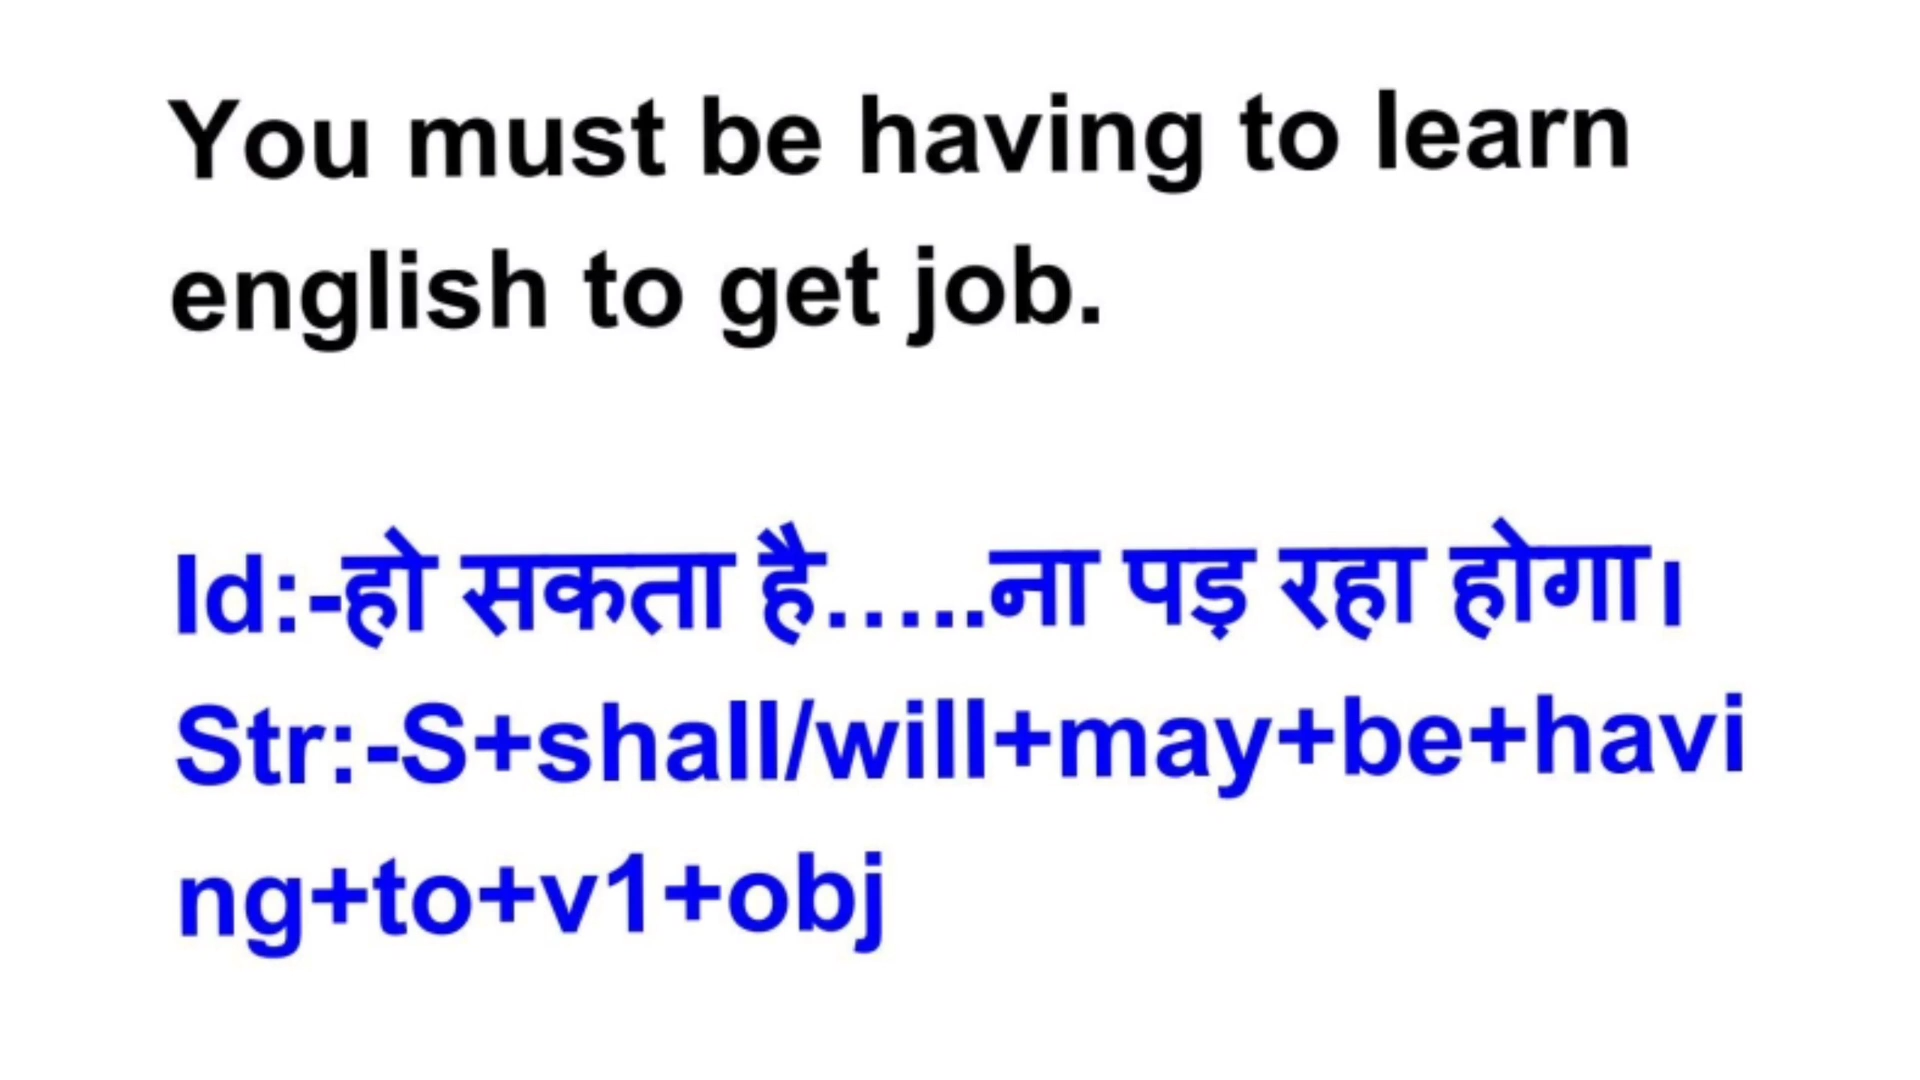 You must be having to learn
english to get job.
Id:-हो सकता है…..ना पड़ रहा होगा।
Str:-S+shall/will+may+be+havi
ng+to+v1+obj